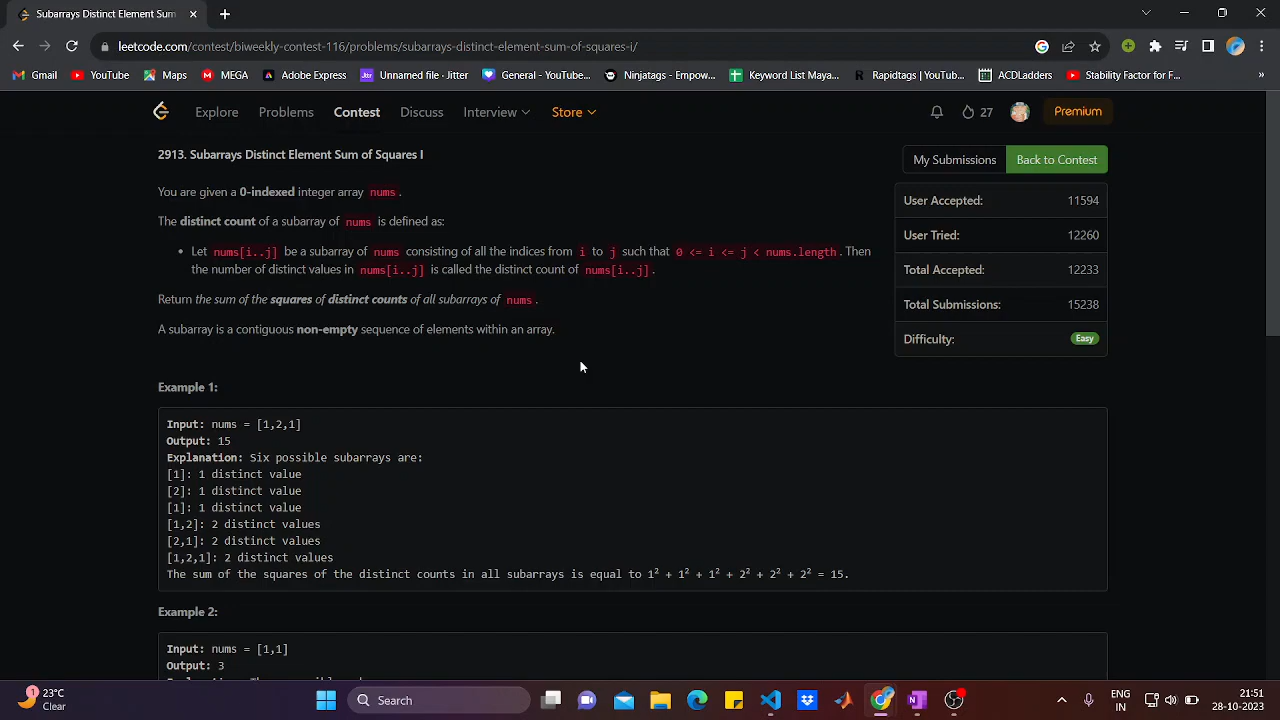 Subarrays Distinct Element Sum
leetcode.com/contest/biweekly-contest-116/problems/subarrays-distinct-element-sum-of-squares-i/
Gmail YouTube Maps MEGA Adobe Express Unnamed file - Jitter General - YouTube... Ninjatags - Empow... Keyword List Maya... Rapidtags | YouTub... ACDLadders Stability Factor for F... »
Explore Problems Contest Discuss Interview Store 27 Premium
2913. Subarrays Distinct Element Sum of Squares I
My Submissions Back to Contest
You are given a 0-indexed integer array nums.
The distinct count of a subarray of nums is defined as:
• Let nums[i..j] be a subarray of nums consisting of all the indices from i to j such that 0 <= i <= j < nums.length. Then
the number of distinct values in nums[i..j] is called the distinct count of nums[i..j].
Return the sum of the squares of distinct counts of all subarrays of nums.
A subarray is a contiguous non-empty sequence of elements within an array.
User Accepted: 11594
User Tried: 12260
Total Accepted: 12233
Total Submissions: 15238
Difficulty: Easy
Example 1:
Input: nums = [1,2,1]
Output: 15
Explanation: Six possible subarrays are:
[1]: 1 distinct value
[2]: 1 distinct value
[1]: 1 distinct value
[1,2]: 2 distinct values
[2,1]: 2 distinct values
[1,2,1]: 2 distinct values
The sum of the squares of the distinct counts in all subarrays is equal to 1² + 1² + 1² + 2² + 2² + 2² = 15.
Example 2:
Input: nums = [1,1]
Output: 3
1 23°C
Clear
Search
ENG
IN
21:51
28-10-2023